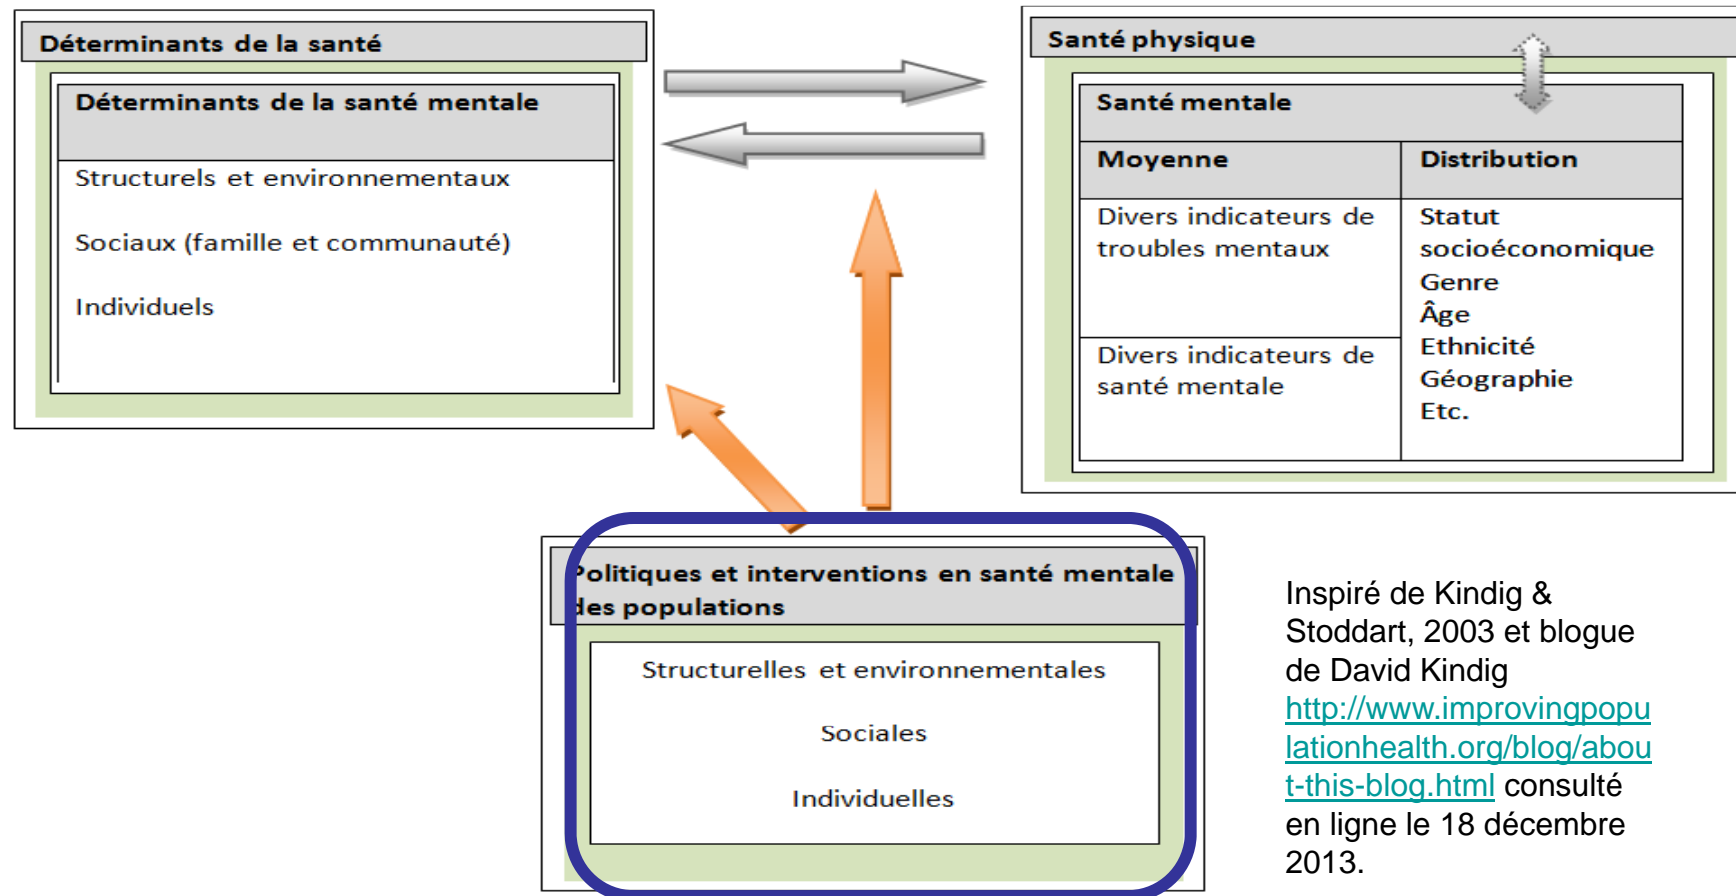 Déterminants de la santé
Déterminants de la santé mentale
Structurels et environnementaux
Sociaux (famille et communauté)
Individuels
Santé physique
Santé mentale
Moyenne
Distribution
Divers indicateurs de
troubles mentaux
Divers indicateurs de
santé mentale
Statut
socioéconomique
Genre
Âge
Ethnicité
Géographie
Etc.
Politiques et interventions en santé mentale
des populations
Structurelles et environnementales
Sociales
Individuelles
Inspiré de Kindig &
Stoddart, 2003 et blogue
de David Kindig
http://www.improvingpopu
lationhealth.org/blog/abou
t-this-blog.html consulté
en ligne le 18 décembre
2013.